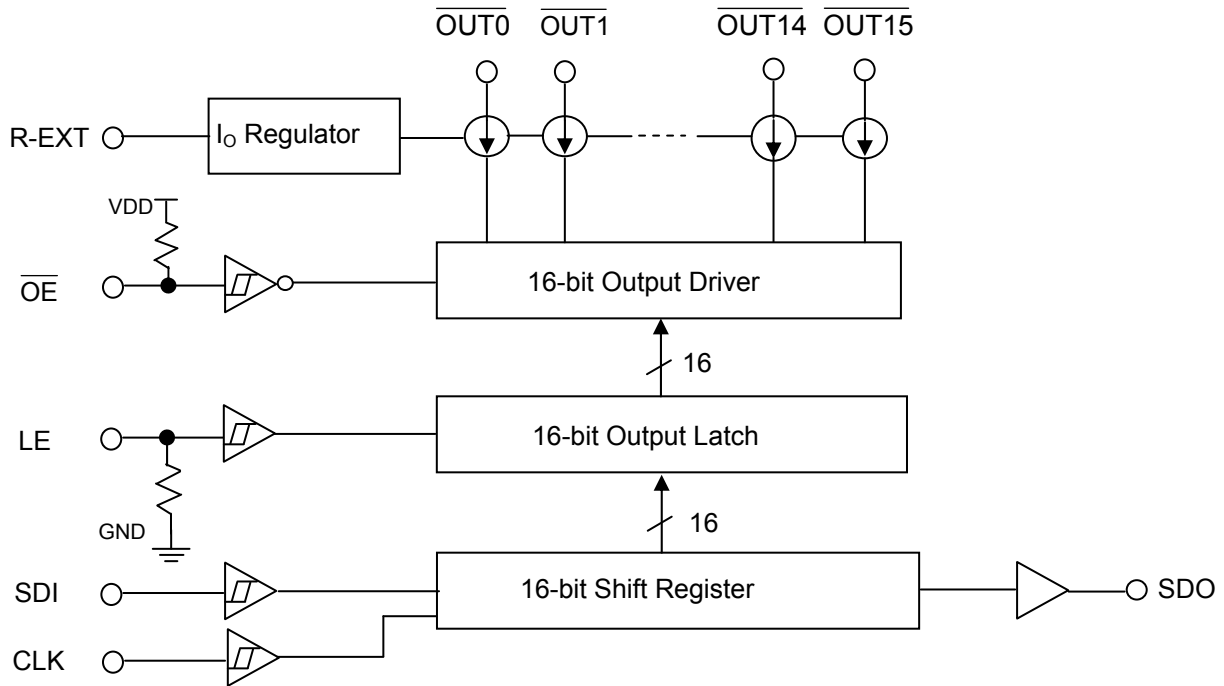 OUT0 OUT1 OUT14 OUT15
R-EXT
IO Regulator
VDD
OE
16-bit Output Driver
16
LE
16-bit Output Latch
GND
16
SDI
16-bit Shift Register
SDO
CLK